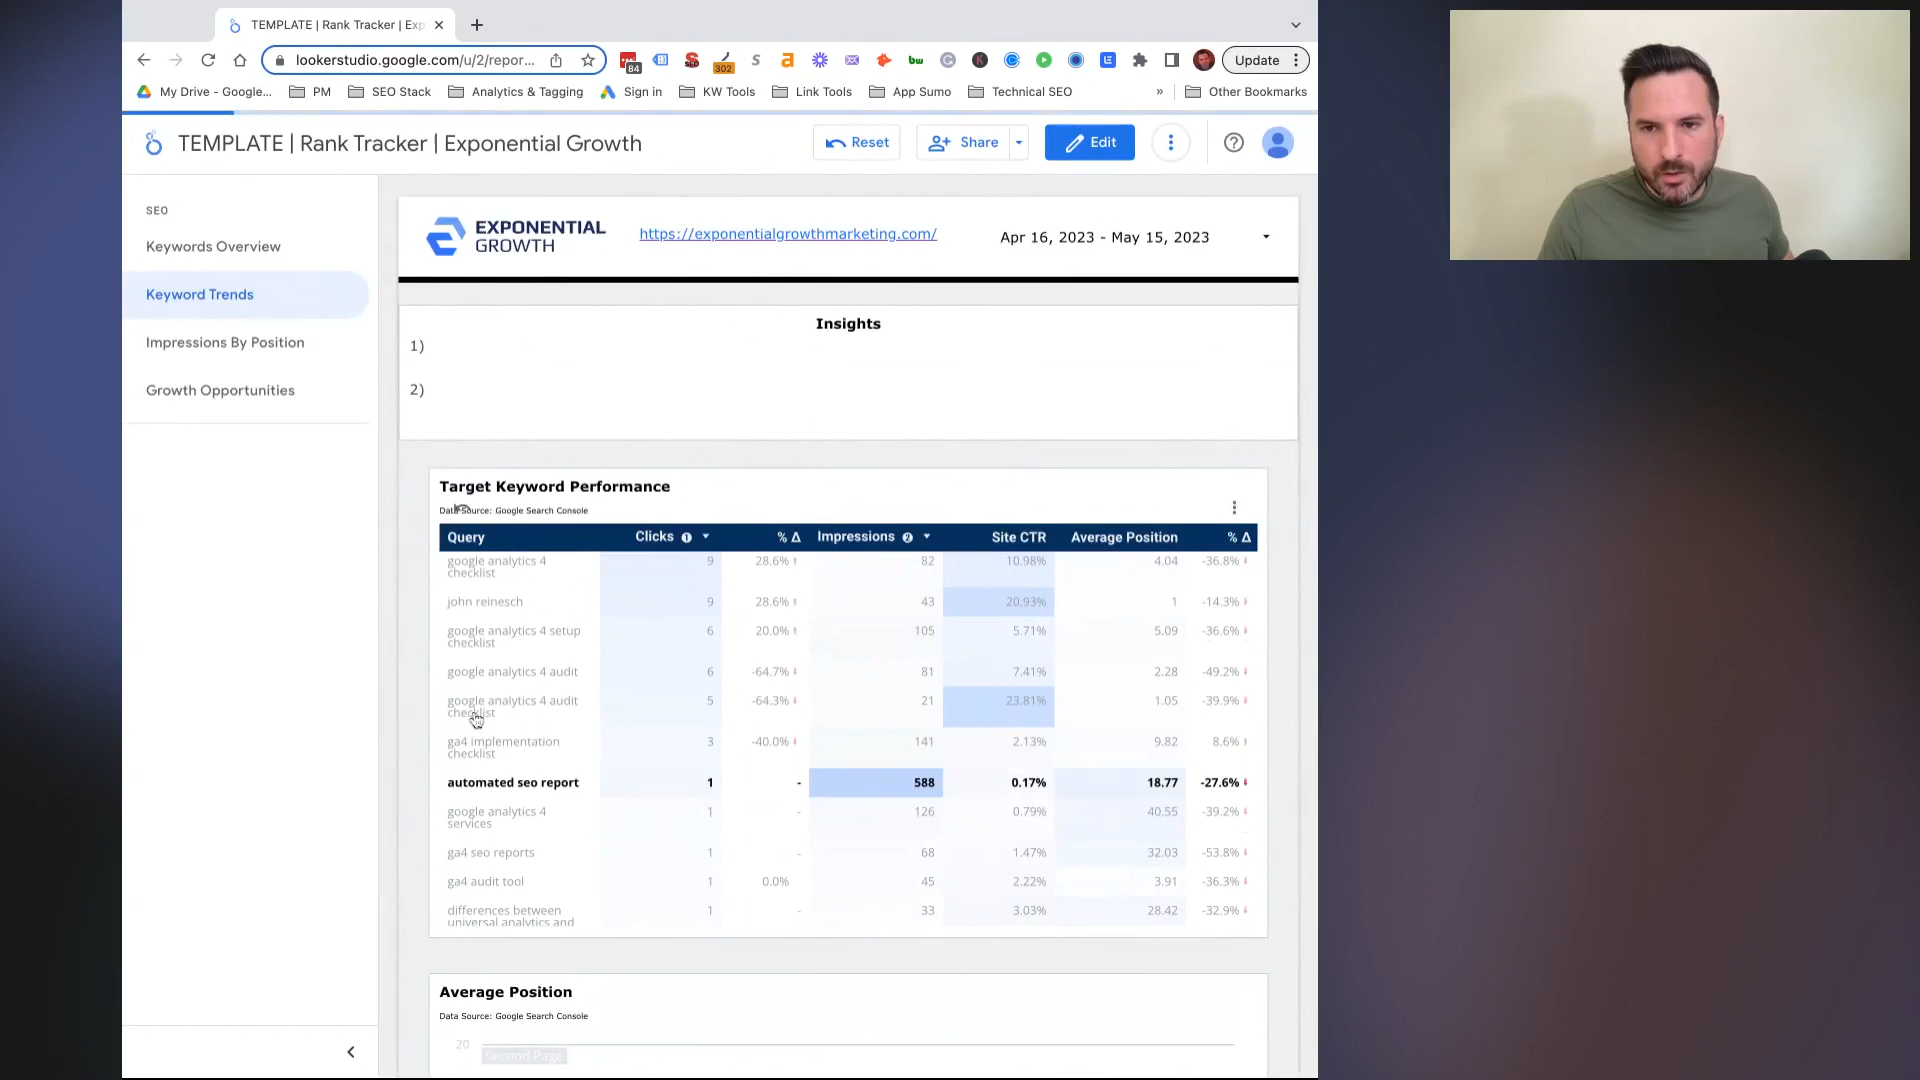 TEMPLATE | Rank Tracker | Exp
lookerstudio.google.com/u/2/repor...
84
302
bw
Update
My Drive - Google...
PM
SEO Stack
Analytics & Tagging
Sign in
KW Tools
Link Tools
App Sumo
Technical SEO
»
Other Bookmarks
TEMPLATE | Rank Tracker | Exponential Growth
Reset
Share
Edit
SEO
Keywords Overview
Keyword Trends
Impressions By Position
Growth Opportunities
EXPONENTIAL
GROWTH
https://exponentialgrowthmarketing.com/
Apr 16, 2023 - May 15, 2023
Insights
1)
2)
Target Keyword Performance
Data Source: Google Search Console
Query Clicks 1 % Δ Impressions 2 Site CTR Average Position % Δ
google analytics 4 9 28.6% 82 10.98% 4.04 -36.8%
checklist
john reinesch 9 28.6% 43 20.93% 1 -14.3%
google analytics 4 setup 6 20.0% 105 5.71% 5.09 -36.6%
checklist
google analytics 4 audit 6 -64.7% 81 7.41% 2.28 -49.2%
google analytics 4 audit 5 -64.3% 21 23.81% 1.05 -39.9%
checklist
ga4 implementation 3 -40.0% 141 2.13% 9.82 8.6%
checklist
automated seo report 1 - 588 0.17% 18.77 -27.6%
google analytics 4 1 - 126 0.79% 40.55 -39.2%
services
ga4 seo reports 1 - 68 1.47% 32.03 -53.8%
ga4 audit tool 1 0.0% 45 2.22% 3.91 -36.3%
differences between 1 - 33 3.03% 28.42 -32.9%
universal analytics and
Average Position
Data Source: Google Search Console
20
Second Page